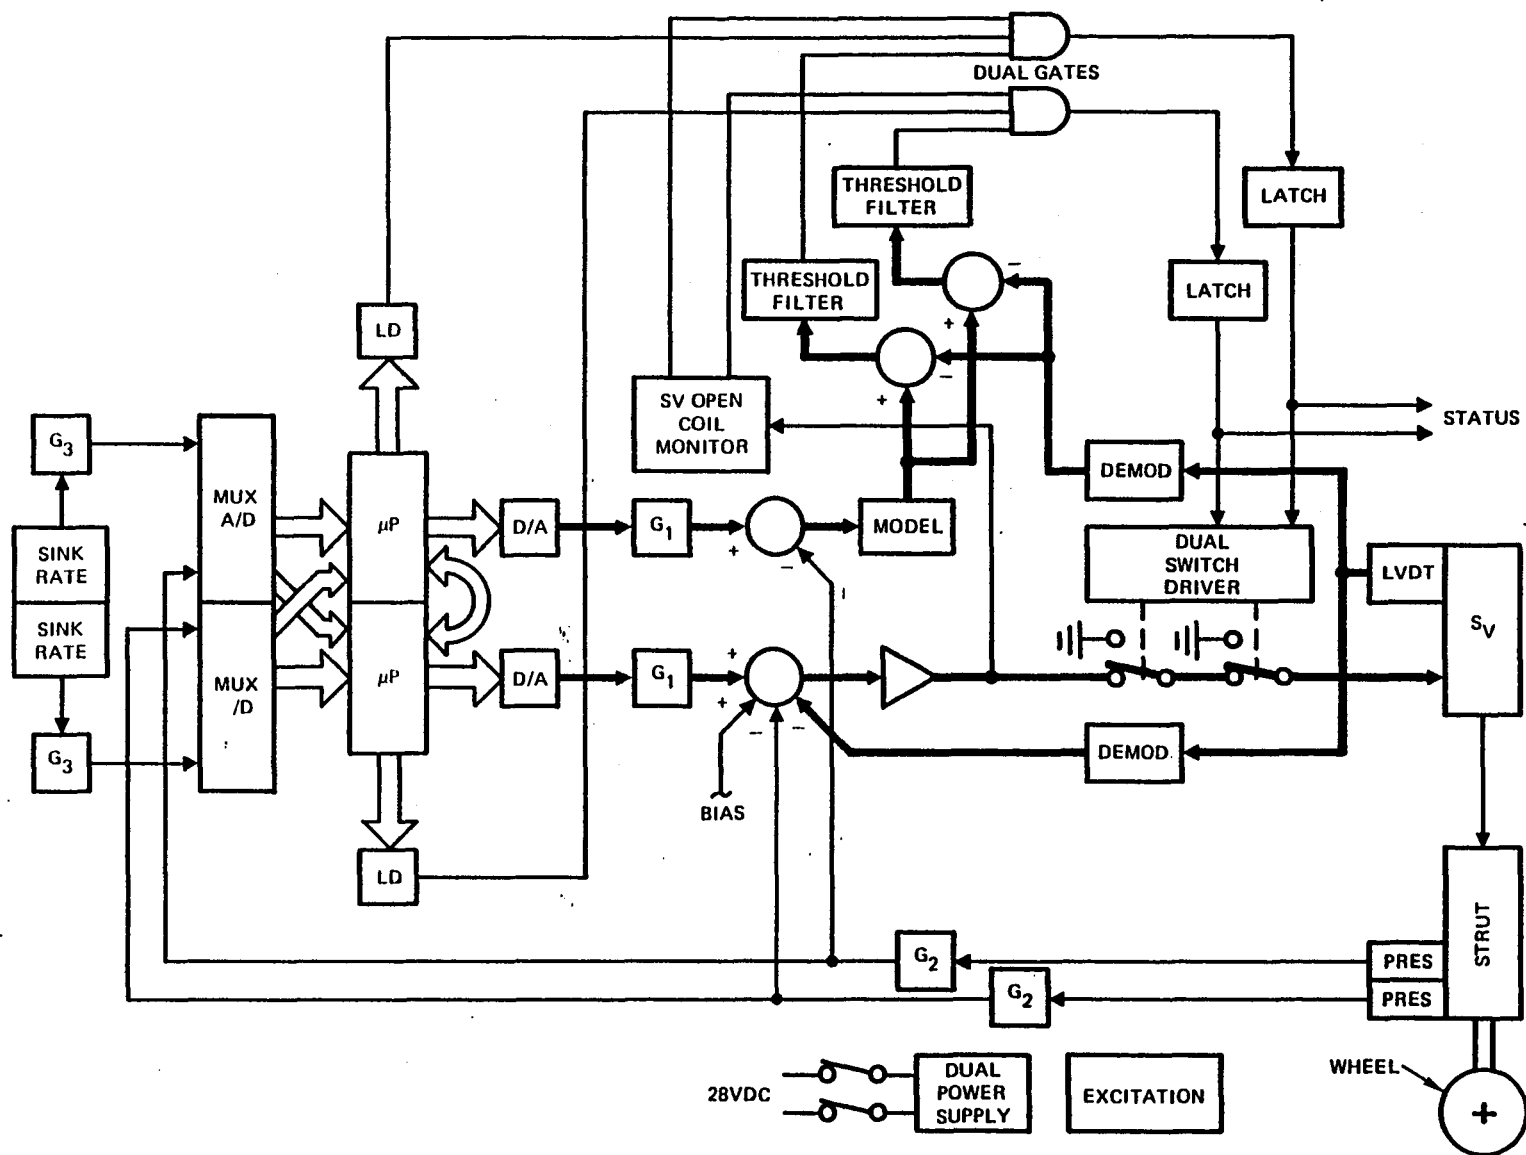 DUAL GATES
THRESHOLD
FILTER
LATCH
THRESHOLD
FILTER
LATCH
–
+
–
+
LD
SV OPEN
COIL
MONITOR
STATUS
G3
MUX
A/D
μP
D/A
G1
+
–
MODEL
DEMOD
DUAL
SWITCH
DRIVER
LVDT
SV
SINK
RATE
SINK
RATE
MUX
/D
μP
D/A
G1
+
+
–
–
BIAS
DEMOD
G3
LD
G2
G2
PRES
PRES
STRUT
28VDC
DUAL
POWER
SUPPLY
EXCITATION
WHEEL
+